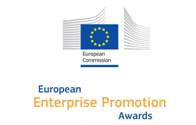 European
Commission
European
Enterprise Promotion
Awards